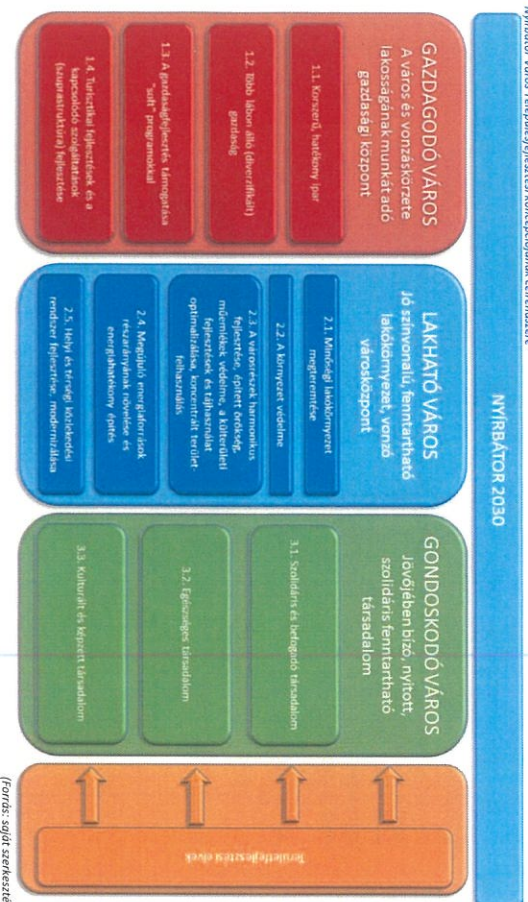 Nyírbátor Város Településfejlesztési Koncepciójának célrendszere
NYÍRBÁTOR 2030
GAZDAGODÓ VÁROS
A város és vonzáskörzete
lakosságának munkát adó
gazdasági központ
1.1. Korszerű, hatékony ipar
1.2. Több lábon álló (diverzifikált)
gazdaság
1.3. A gazdaságfejlesztés támogatása
"soft" programokkal
1.4. Turisztikai fejlesztések és a
kapcsolódó szolgáltatások
(szuprastruktúra) fejlesztése
LAKHATÓ VÁROS
Jó színvonalú, fenntartható
lakókörnyezet, vonzó
városközpont
2.1. Minőségi lakókörnyezet
megteremtése
2.2. A környezet védelme
2.3. A városrészek harmonikus
fejlesztése, épített örökség,
műemlékek védelme, a külterületi
fejlesztések és tájhasználat
optimalizálása, koncentrált terület-
felhasználás
2.4. Megújuló energiaforrások
részarányának növelése és
energiahatékony építés
2.5. Helyi és térségi közlekedési
rendszer fejlesztése, modernizálása
GONDOSKODÓ VÁROS
Jövőjében bízó, nyitott,
szolidáris fenntartható
társadalom
3.1. Szolidáris és befogadó társadalom
3.2. Egészséges társadalom
3.3. Kulturált és képzett társadalom
Területfejlesztési elvek
(Forrás: saját szerkesztés